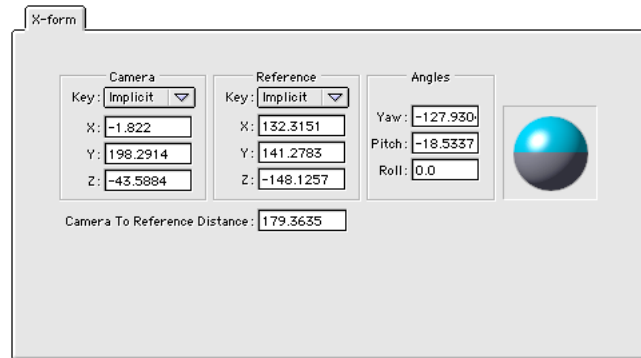 X-form
Camera
Key: Implicit
X: -1.822
Y: 198.2914
Z: -43.5884
Reference
Key: Implicit
X: 132.3151
Y: 141.2783
Z: -148.1257
Angles
Yaw: -127.930
Pitch: -18.5337
Roll: 0.0
Camera To Reference Distance: 179.3635